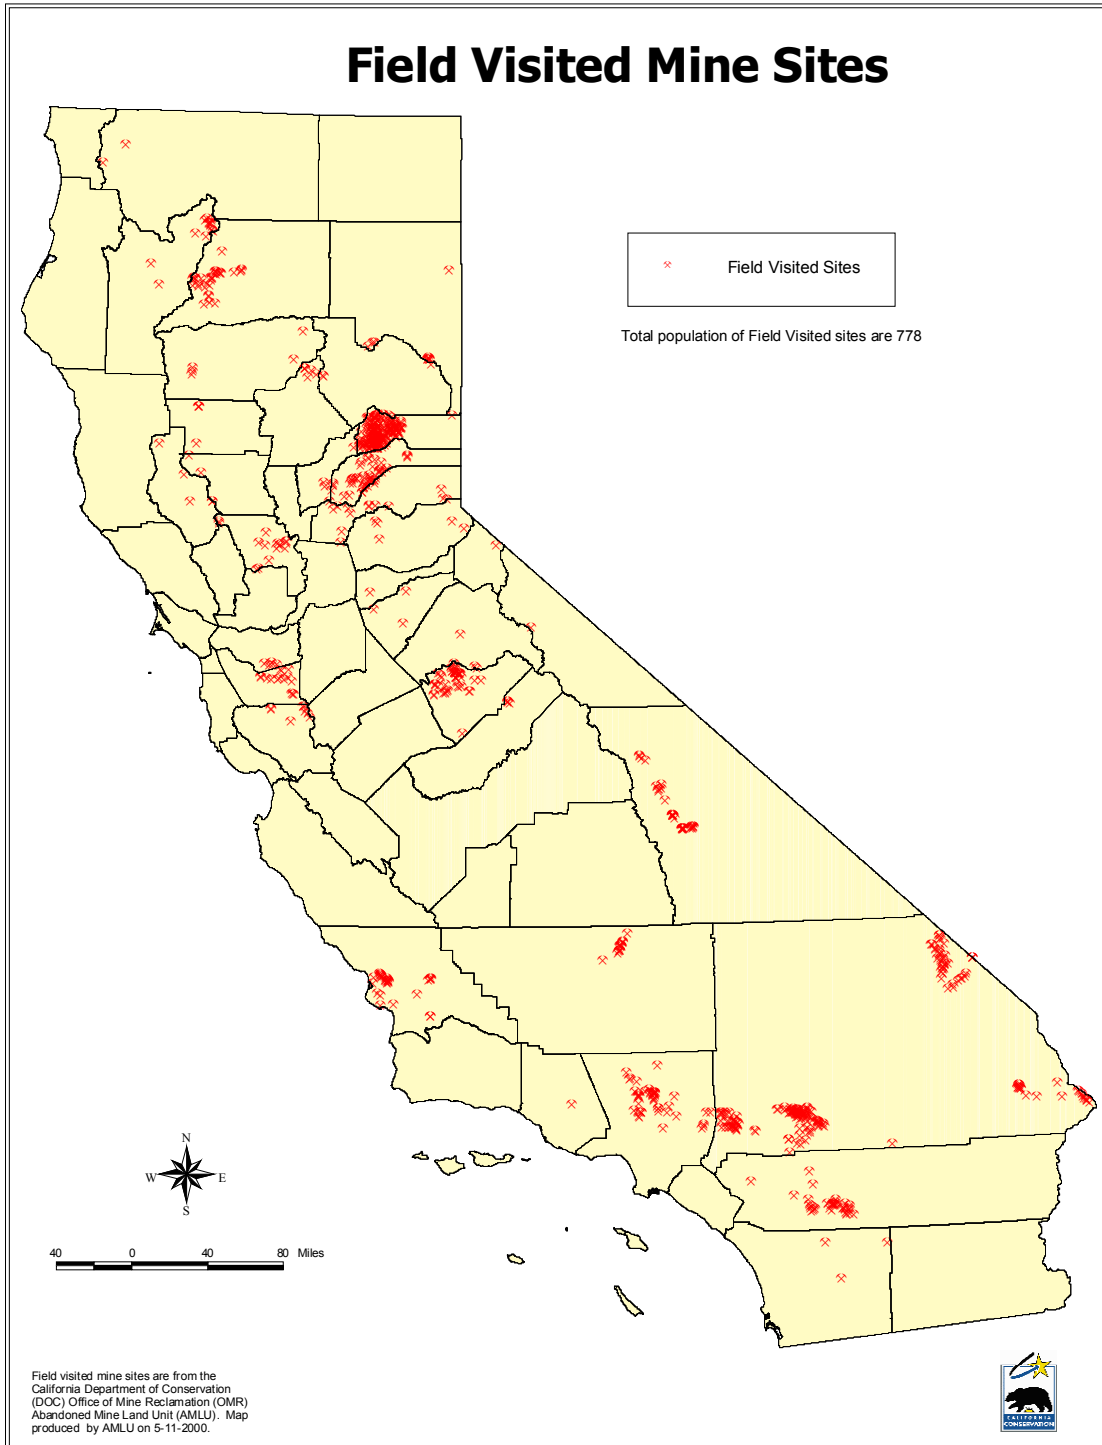 Field Visited Mine Sites
Field Visited Sites
Total population of Field Visited sites are 778
N
W
E
S
40 0 40 80 Miles
Field visited mine sites are from the
California Department of Conservation
(DOC) Office of Mine Reclamation (OMR)
Abandoned Mine Land Unit (AMLU). Map
produced by AMLU on 5-11-2000.
CALIFORNIA
CONSERVATION